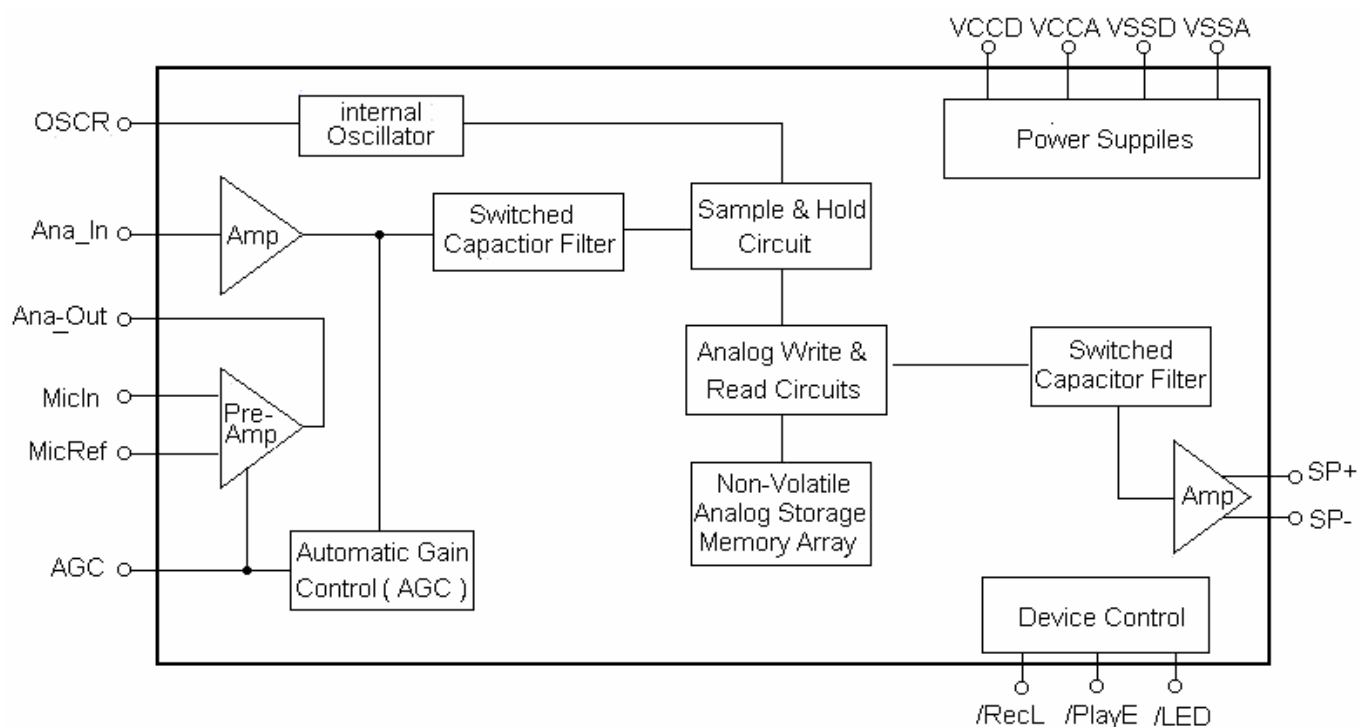 VCCD VCCA VSSD VSSA
OSCR
internal
Oscillator
Power Suppiles
Ana_In
Amp
Switched
Capactior Filter
Sample & Hold
Circuit
Ana-Out
Analog Write &
Read Circuits
Switched
Capacitor Filter
MicIn
Pre-
Amp
MicRef
Non-Volatile
Analog Storage
Memory Array
Amp
SP+
SP-
AGC
Automatic Gain
Control ( AGC )
Device Control
/RecL /PlayE /LED